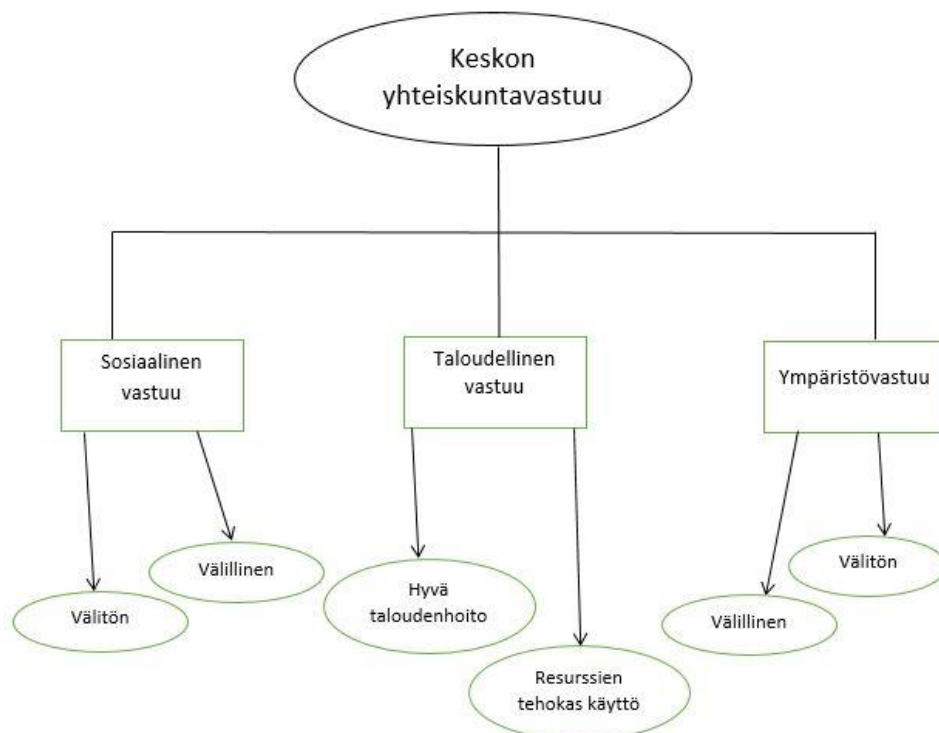 Keskon
yhteiskuntavastuu
Sosiaalinen
vastuu
Taloudellinen
vastuu
Ympäristövastuu
Välitön
Välillinen
Hyvä
taloudenhoito
Resurssien
tehokas käyttö
Välillinen
Välitön